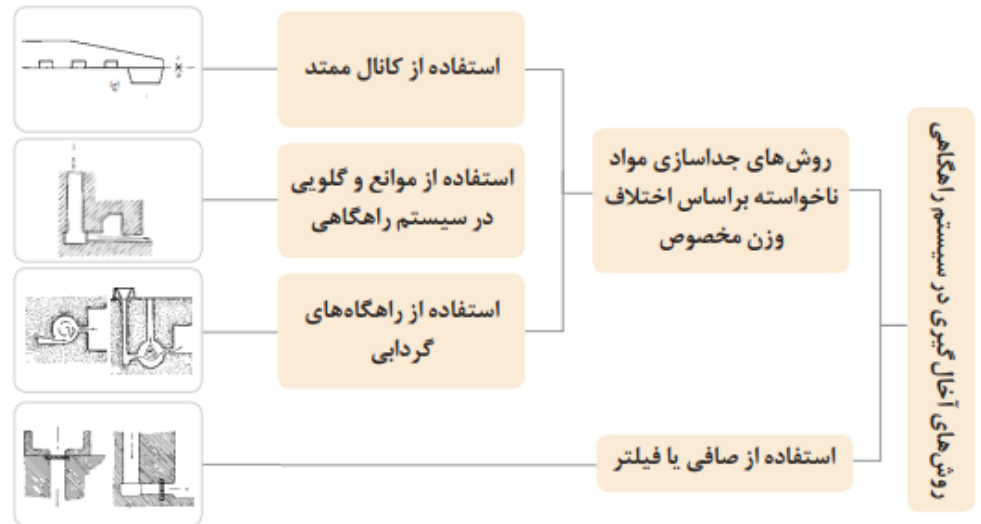 روش‌های آخال‌گیری در سیستم راهگاهی
روش‌های جداسازی مواد
ناخواسته براساس اختلاف
وزن مخصوص
استفاده از کانال ممتد
استفاده از موانع و گلویی
در سیستم راهگاهی
استفاده از راهگاه‌های
گردابی
استفاده از صافی یا فیلتر